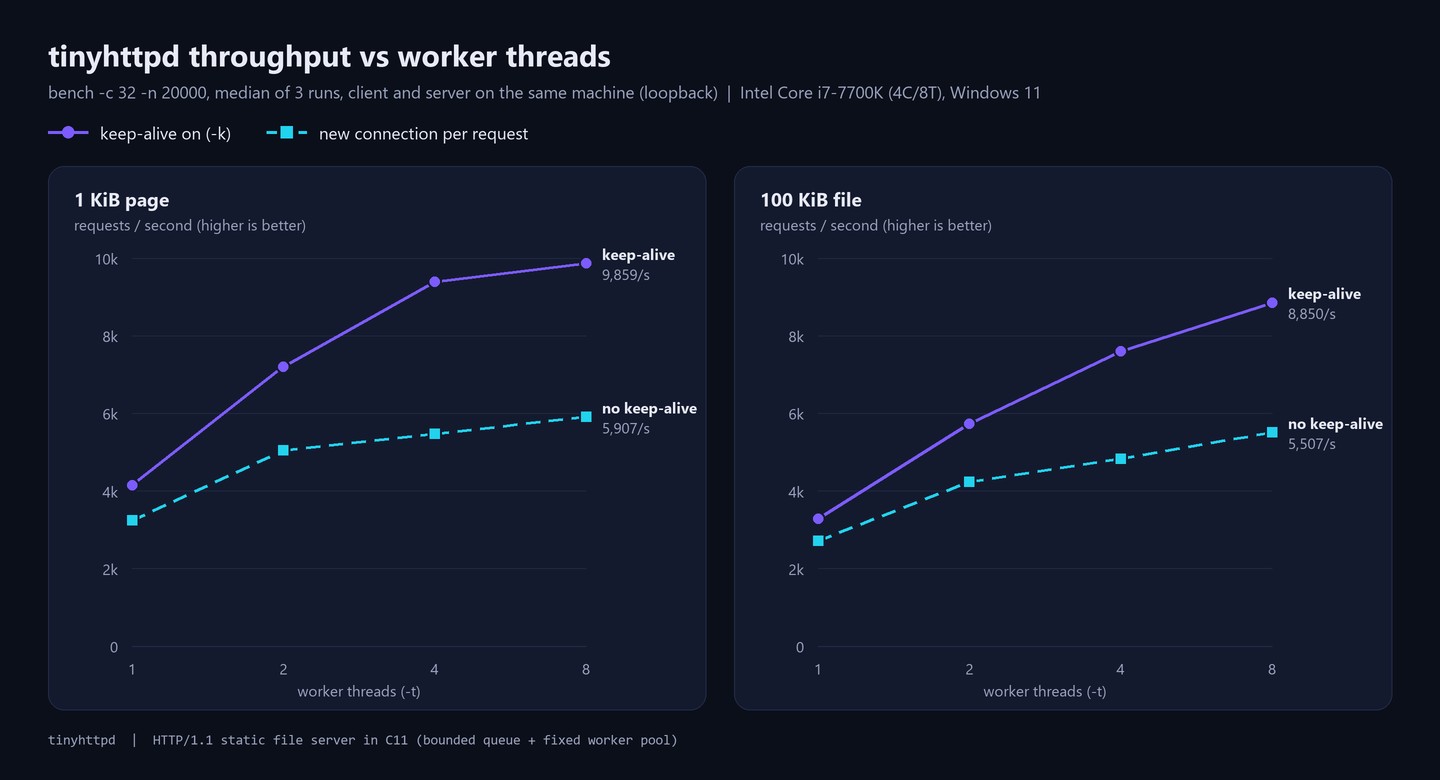 tinyhttpd throughput vs worker threads
bench -c 32 -n 20000, median of 3 runs, client and server on the same machine (loopback) | Intel Core i7-7700K (4C/8T), Windows 11
keep-alive on (-k)
new connection per request
1 KiB page
requests / second (higher is better)
10k
8k
6k
4k
2k
0
1
2
4
8
worker threads (-t)
keep-alive
9,859/s
no keep-alive
5,907/s
100 KiB file
requests / second (higher is better)
10k
8k
6k
4k
2k
0
1
2
4
8
worker threads (-t)
keep-alive
8,850/s
no keep-alive
5,507/s
tinyhttpd | HTTP/1.1 static file server in C11 (bounded queue + fixed worker pool)